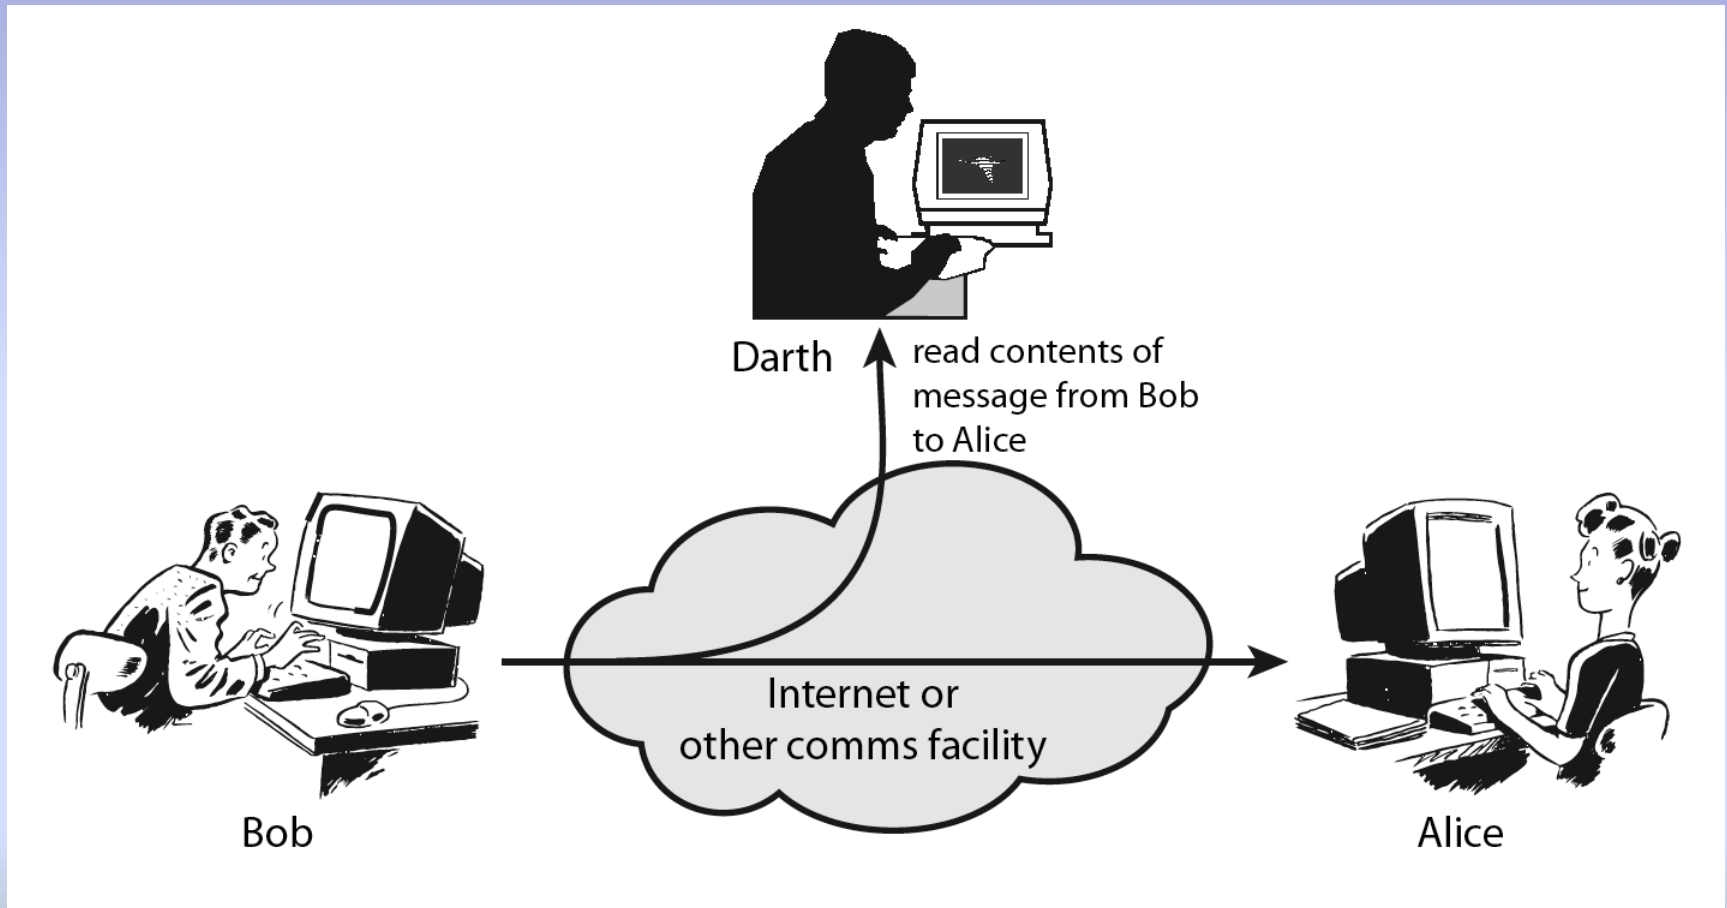 Darth
read contents of
message from Bob
to Alice
Internet or
other comms facility
Bob
Alice